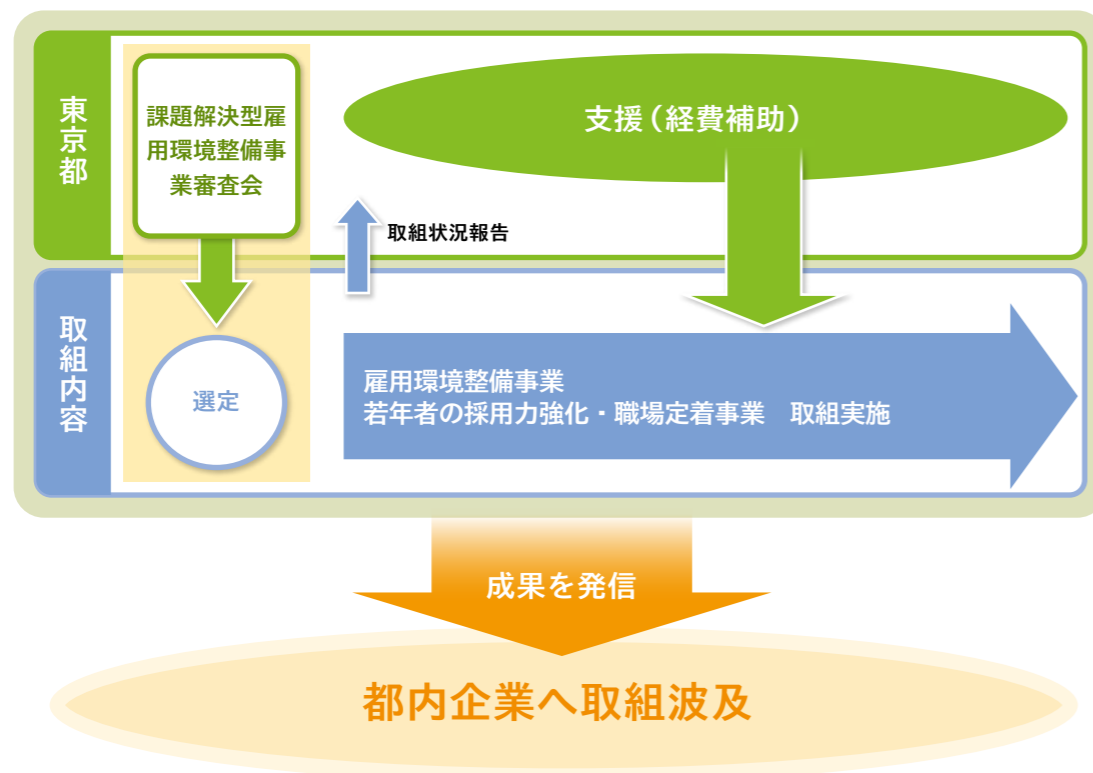 東京都
課題解決型雇
用環境整備事
業審査会
支援（経費補助）
取組状況報告
取組内容
選定
雇用環境整備事業
若年者の採用力強化・職場定着事業　取組実施
成果を発信
都内企業へ取組波及